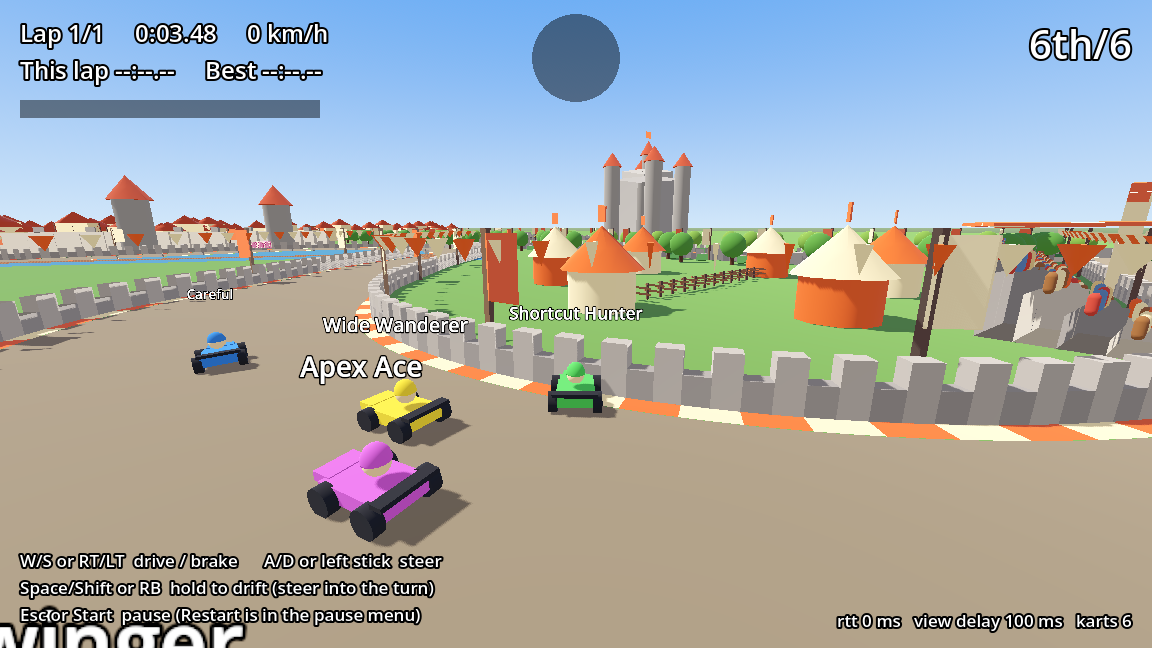 Lap 1/1 0:03.48 0 km/h
6th/6
This lap --:--.-- Best --:--.--
Careful
Shortcut Hunter
Wide Wanderer
Apex Ace
W/S or RT/LT drive / brake A/D or left stick steer
Space/Shift or RB hold to drift (steer into the turn)
Esc or Start pause (Restart is in the pause menu)
rtt 0 ms view delay 100 ms karts 6